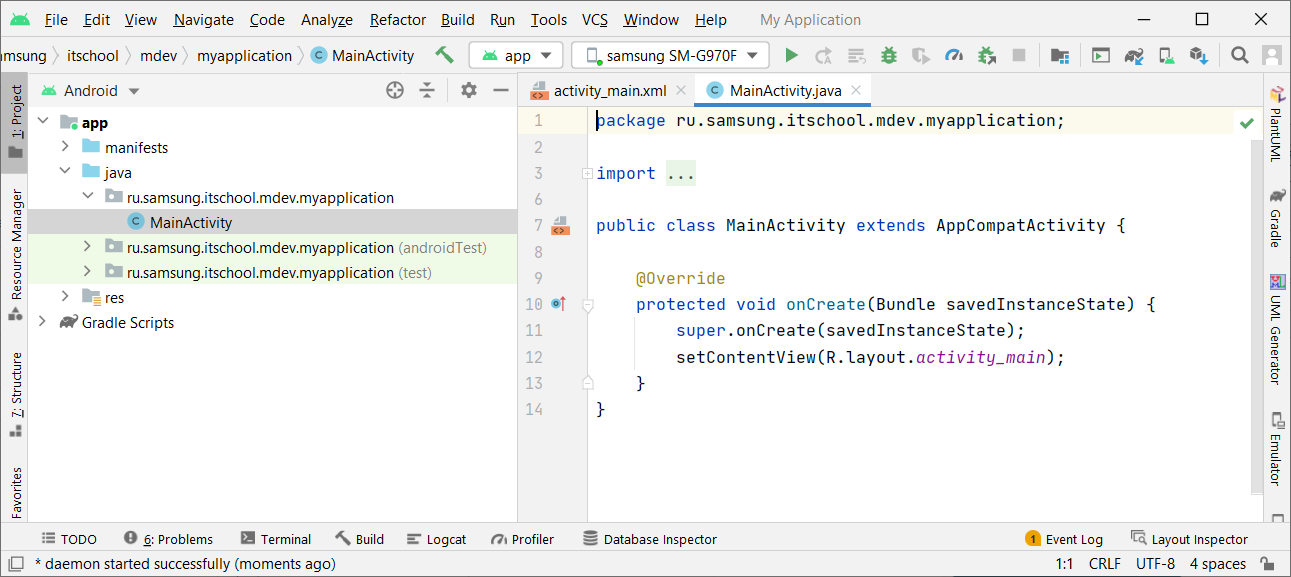 File Edit View Navigate Code Analyze Refactor Build Run Tools VCS Window Help My Application
msung itschool mdev myapplication C MainActivity app samsung SM-G970F
1: Project
Resource Manager
7: Structure
Favorites
Android
app
manifests
java
ru.samsung.itschool.mdev.myapplication
C MainActivity
ru.samsung.itschool.mdev.myapplication (androidTest)
ru.samsung.itschool.mdev.myapplication (test)
res
Gradle Scripts
activity_main.xml C MainActivity.java
1 package ru.samsung.itschool.mdev.myapplication;
2
3 import ...
6
7 public class MainActivity extends AppCompatActivity {
8
9 @Override
10 protected void onCreate(Bundle savedInstanceState) {
11 super.onCreate(savedInstanceState);
12 setContentView(R.layout.activity_main);
13 }
14 }
PlantUML
Gradle
UML Generator
Emulator
TODO 6: Problems Terminal Build Logcat Profiler Database Inspector 1 Event Log Layout Inspector
* daemon started successfully (moments ago) 1:1 CRLF UTF-8 4 spaces